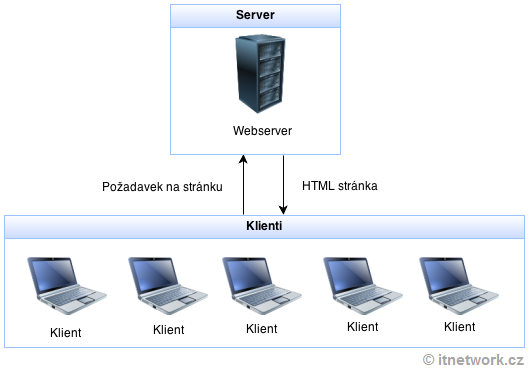 Server
Webserver
Požadavek na stránku
HTML stránka
Klienti
Klient
Klient
Klient
Klient
Klient
© itnetwork.cz